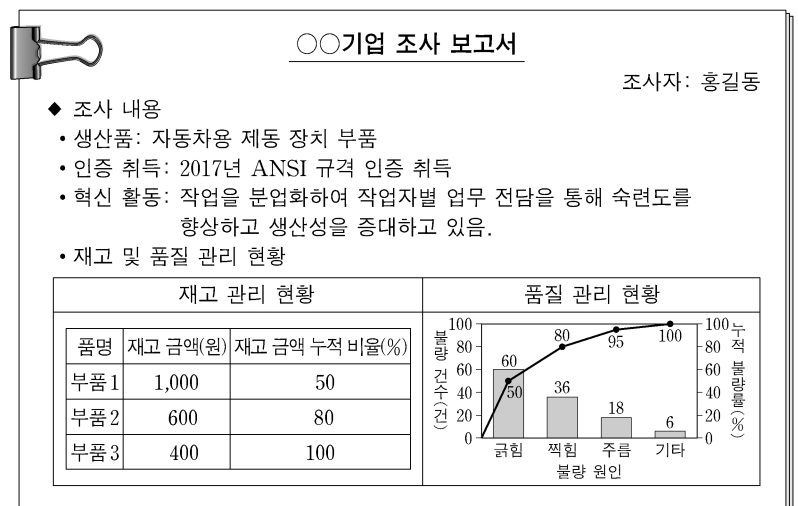 ○○기업 조사 보고서
조사자: 홍길동
◆ 조사 내용
• 생산품: 자동차용 제동 장치 부품
• 인증 취득: 2017년 ANSI 규격 인증 취득
• 혁신 활동: 작업을 분업화하여 작업자별 업무 전담을 통해 숙련도를
향상하고 생산성을 증대하고 있음.
• 재고 및 품질 관리 현황
재고 관리 현황
품명 재고 금액(원) 재고 금액 누적 비율(%)
부품1 1,000 50
부품2 600 80
부품3 400 100
품질 관리 현황
불량 건수(건)
100
80
60
40
20
0
60 36 18 6
50 80 95 100
긁힘 찍힘 주름 기타
불량 원인
100
80
60
40
20
0
누적 불량률(%)